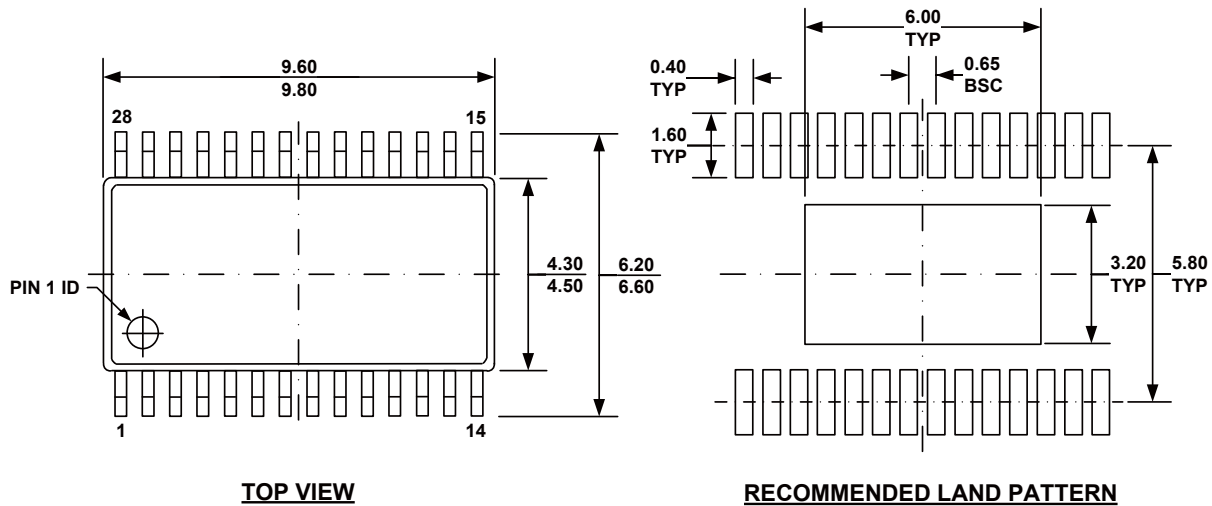 9.60
9.80
28
15
PIN 1 ID
4.30
4.50
6.20
6.60
1
14
TOP VIEW
6.00
TYP
0.40
TYP
0.65
BSC
1.60
TYP
3.20
TYP
5.80
TYP
RECOMMENDED LAND PATTERN